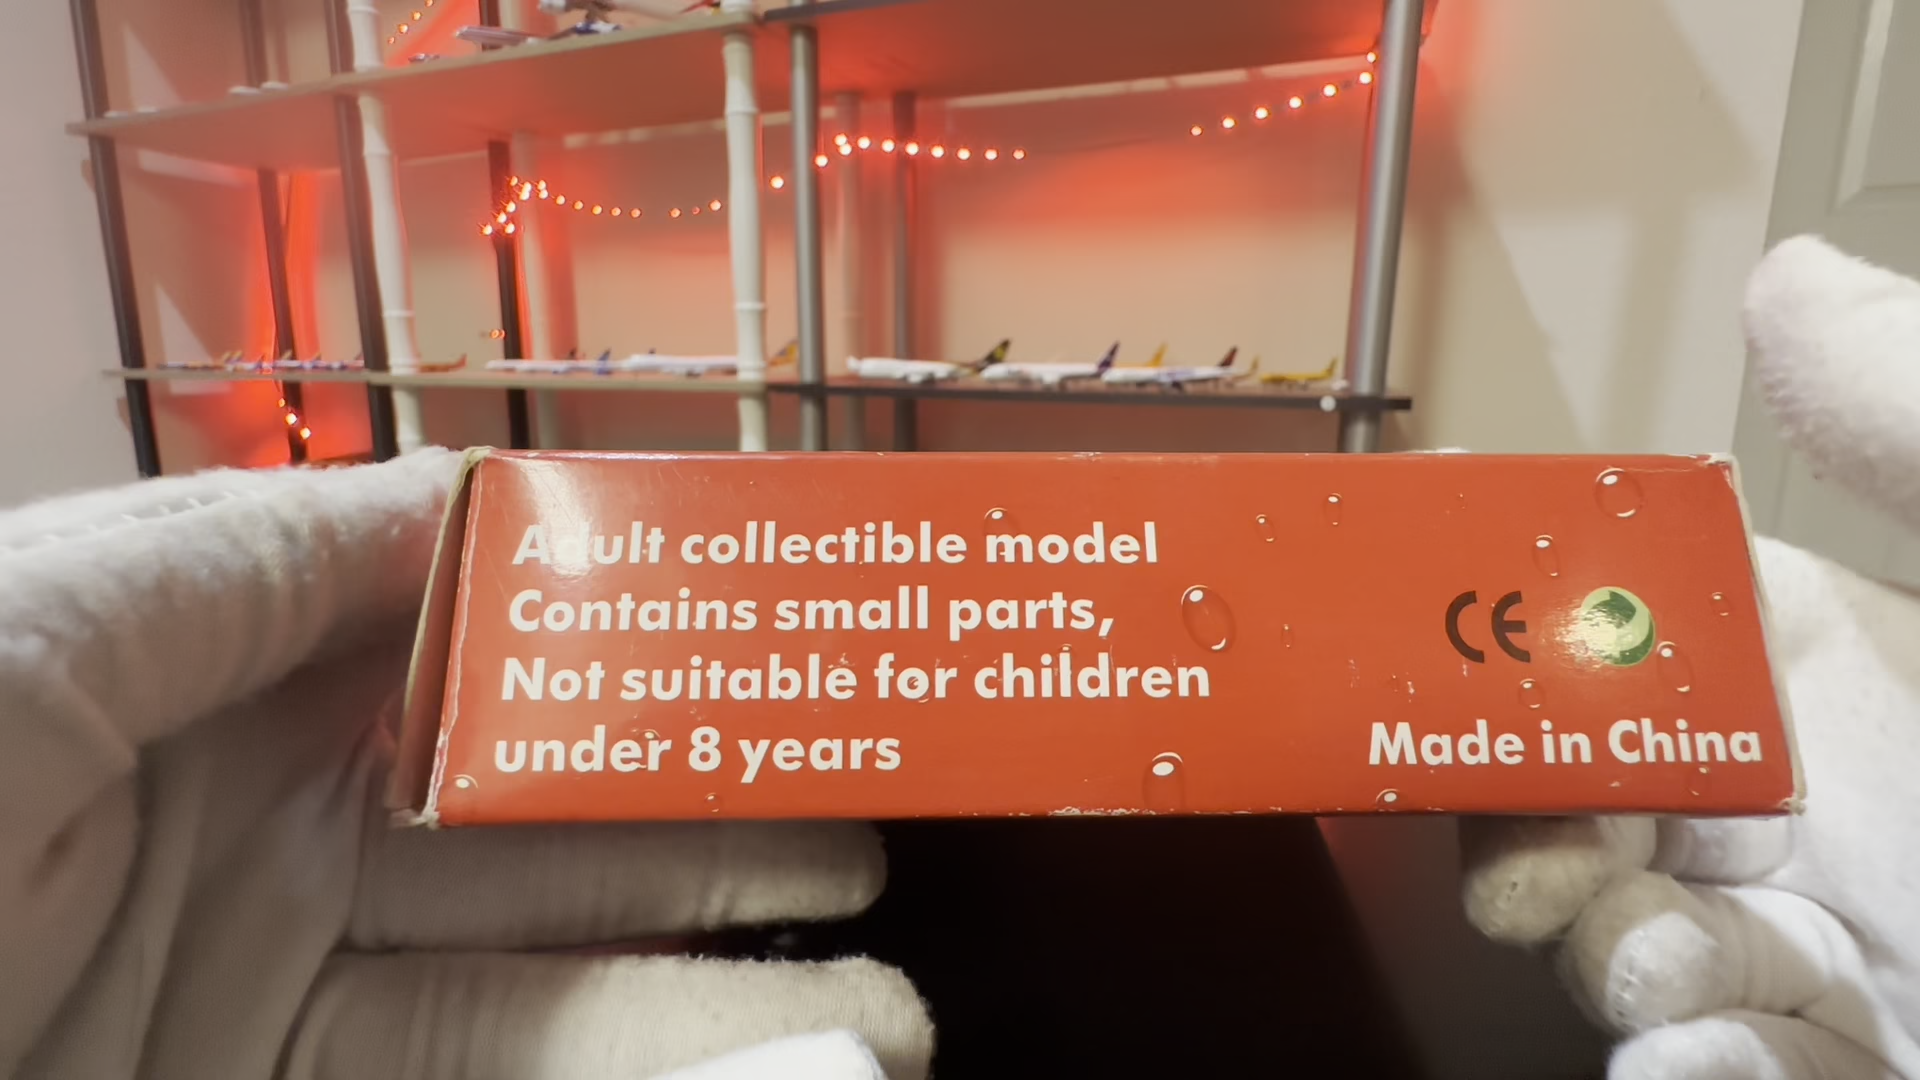 Adult collectible model
Contains small parts,
Not suitable for children
under 8 years
CE
Made in China